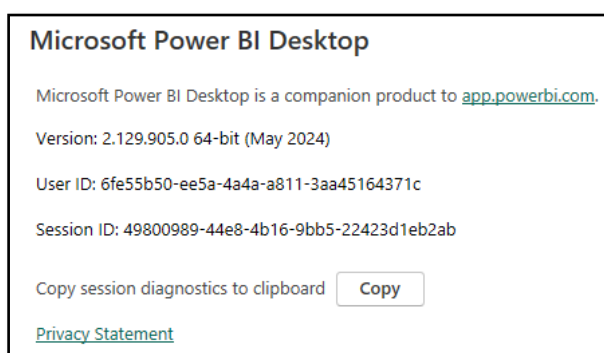 Microsoft Power BI Desktop
Microsoft Power BI Desktop is a companion product to app.powerbi.com.
Version: 2.129.905.0 64-bit (May 2024)
User ID: 6fe55b50-ee5a-4a4a-a811-3aa45164371c
Session ID: 49800989-44e8-4b16-9bb5-22423d1eb2ab
Copy session diagnostics to clipboard Copy
Privacy Statement